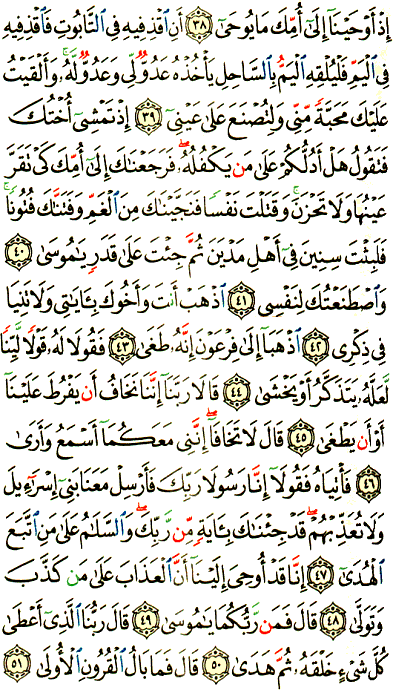 إِذْ أَوْحَيْنَآ إِلَىٰٓ أُمِّكَ مَا يُوحَىٰٓ ٣٨ أَنِ ٱقْذِفِيهِ فِى ٱلتَّابُوتِ فَٱقْذِفِيهِ
فِى ٱلْيَمِّ فَلْيُلْقِهِ ٱلْيَمُّ بِٱلسَّاحِلِ يَأْخُذْهُ عَدُوٌّ لِّى وَعَدُوٌّ لَّهُۥ ۚ وَأَلْقَيْتُ
عَلَيْكَ مَحَبَّةً مِّنِّى وَلِتُصْنَعَ عَلَىٰ عَيْنِىٓ ٣٩ إِذْ تَمْشِىٓ أُخْتُكَ
فَتَقُولُ هَلْ أَدُلُّكُمْ عَلَىٰ مَن يَكْفُلُهُۥ ۖ فَرَجَعْنَـٰكَ إِلَىٰٓ أُمِّكَ كَىْ تَقَرَّ
عَيْنُهَا وَلَا تَحْزَنَ ۚ وَقَتَلْتَ نَفْسًا فَنَجَّيْنَـٰكَ مِنَ ٱلْغَمِّ وَفَتَنَّـٰكَ فُتُونًا ۚ
فَلَبِثْتَ سِنِينَ فِىٓ أَهْلِ مَدْيَنَ ثُمَّ جِئْتَ عَلَىٰ قَدَرٍ يَـٰمُوسَىٰ ٤٠
وَٱصْطَنَعْتُكَ لِنَفْسِى ٤١ ٱذْهَبْ أَنتَ وَأَخُوكَ بِـَٔايَـٰتِى وَلَا تَنِيَا
فِى ذِكْرِى ٤٢ ٱذْهَبَآ إِلَىٰ فِرْعَوْنَ إِنَّهُۥ طَغَىٰ ٤٣ فَقُولَا لَهُۥ قَوْلًا لَّيِّنًا
لَّعَلَّهُۥ يَتَذَكَّرُ أَوْ يَخْشَىٰ ٤٤ قَالَا رَبَّنَآ إِنَّنَا نَخَافُ أَن يَفْرُطَ عَلَيْنَآ
أَوْ أَن يَطْغَىٰ ٤٥ قَالَ لَا تَخَافَآ ۖ إِنَّنِى مَعَكُمَآ أَسْمَعُ وَأَرَىٰ
٤٦ فَأْتِيَاهُ فَقُولَآ إِنَّا رَسُولَا رَبِّكَ فَأَرْسِلْ مَعَنَا بَنِىٓ إِسْرَٰٓءِيلَ
وَلَا تُعَذِّبْهُمْ ۖ قَدْ جِئْنَـٰكَ بِـَٔايَةٍ مِّن رَّبِّكَ ۖ وَٱلسَّلَـٰمُ عَلَىٰ مَنِ ٱتَّبَعَ
ٱلْهُدَىٰٓ ٤٧ إِنَّا قَدْ أُوحِىَ إِلَيْنَآ أَنَّ ٱلْعَذَابَ عَلَىٰ مَن كَذَّبَ
وَتَوَلَّىٰ ٤٨ قَالَ فَمَن رَّبُّكُمَا يَـٰمُوسَىٰ ٤٩ قَالَ رَبُّنَا ٱلَّذِىٓ أَعْطَىٰ
كُلَّ شَىْءٍ خَلْقَهُۥ ثُمَّ هَدَىٰ ٥٠ قَالَ فَمَا بَالُ ٱلْقُرُونِ ٱلْأُولَىٰ ٥١